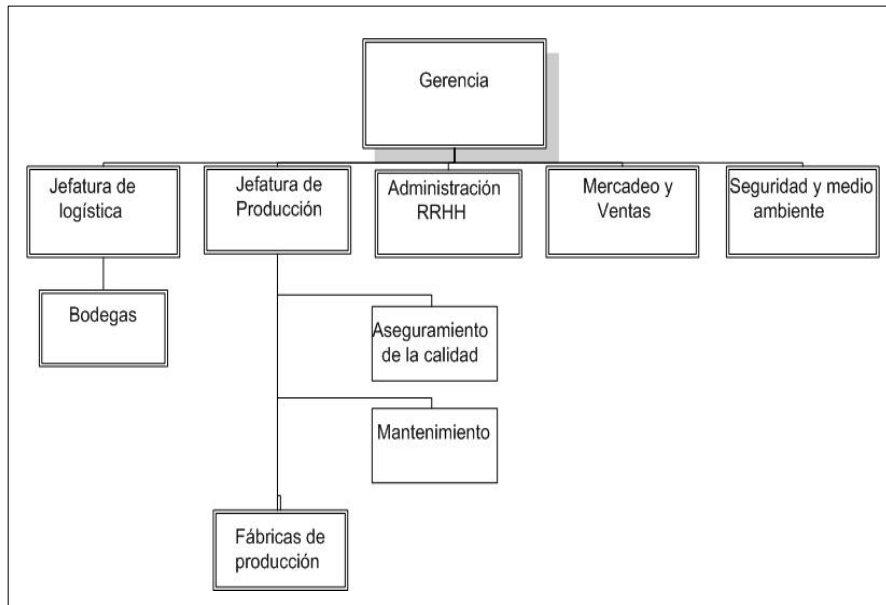 Gerencia
Jefatura de
logística
Jefatura de
Producción
Administración
RRHH
Mercadeo y
Ventas
Seguridad y medio
ambiente
Bodegas
Aseguramiento
de la calidad
Mantenimiento
Fábricas de
producción